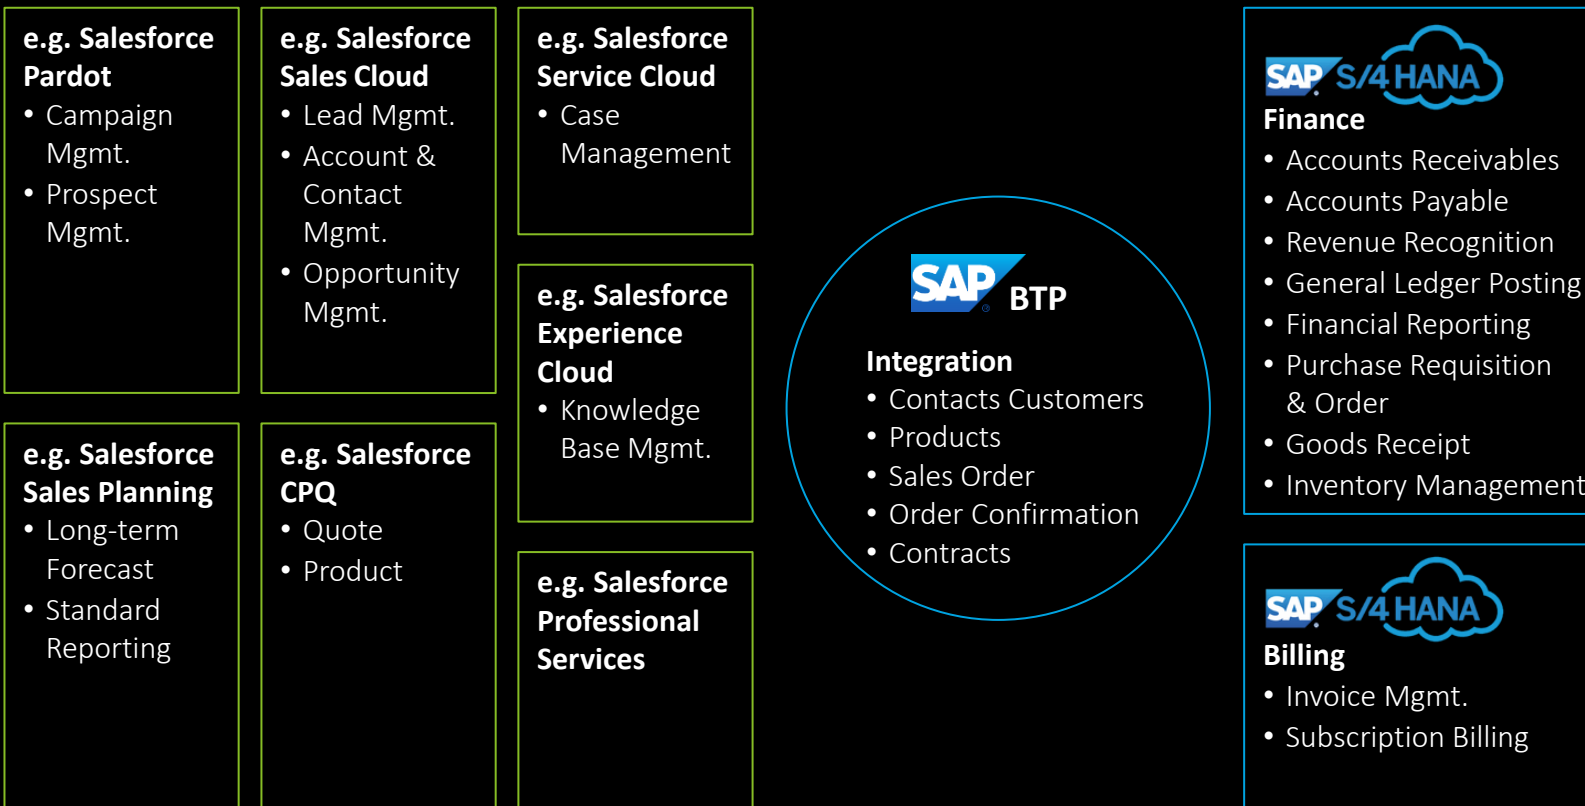 e.g. Salesforce
Pardot
• Campaign
Mgmt.
• Prospect
Mgmt.
e.g. Salesforce
Sales Cloud
• Lead Mgmt.
• Account &
Contact
Mgmt.
• Opportunity
Mgmt.
e.g. Salesforce
Service Cloud
• Case
Management
e.g. Salesforce
Experience
Cloud
• Knowledge
Base Mgmt.
e.g. Salesforce
Sales Planning
• Long-term
Forecast
• Standard
Reporting
e.g. Salesforce
CPQ
• Quote
• Product
e.g. Salesforce
Professional
Services
SAP BTP
Integration
• Contacts Customers
• Products
• Sales Order
• Order Confirmation
• Contracts
SAP S/4HANA
Finance
• Accounts Receivables
• Accounts Payable
• Revenue Recognition
• General Ledger Posting
• Financial Reporting
• Purchase Requisition
& Order
• Goods Receipt
• Inventory Management
SAP S/4HANA
Billing
• Invoice Mgmt.
• Subscription Billing